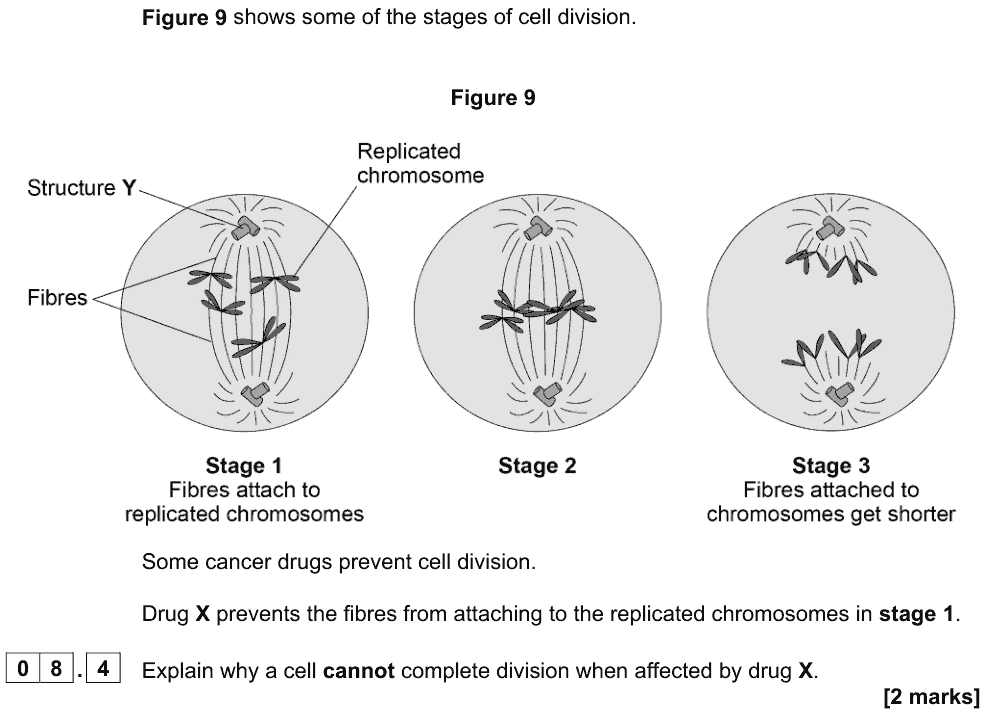 Figure 9 shows some of the stages of cell division.
Figure 9
Replicated
chromosome
Structure Y
Fibres
Stage 1
Fibres attach to
replicated chromosomes
Stage 2
Stage 3
Fibres attached to
chromosomes get shorter
Some cancer drugs prevent cell division.
Drug X prevents the fibres from attaching to the replicated chromosomes in stage 1.
0 8 . 4 Explain why a cell cannot complete division when affected by drug X.
[2 marks]